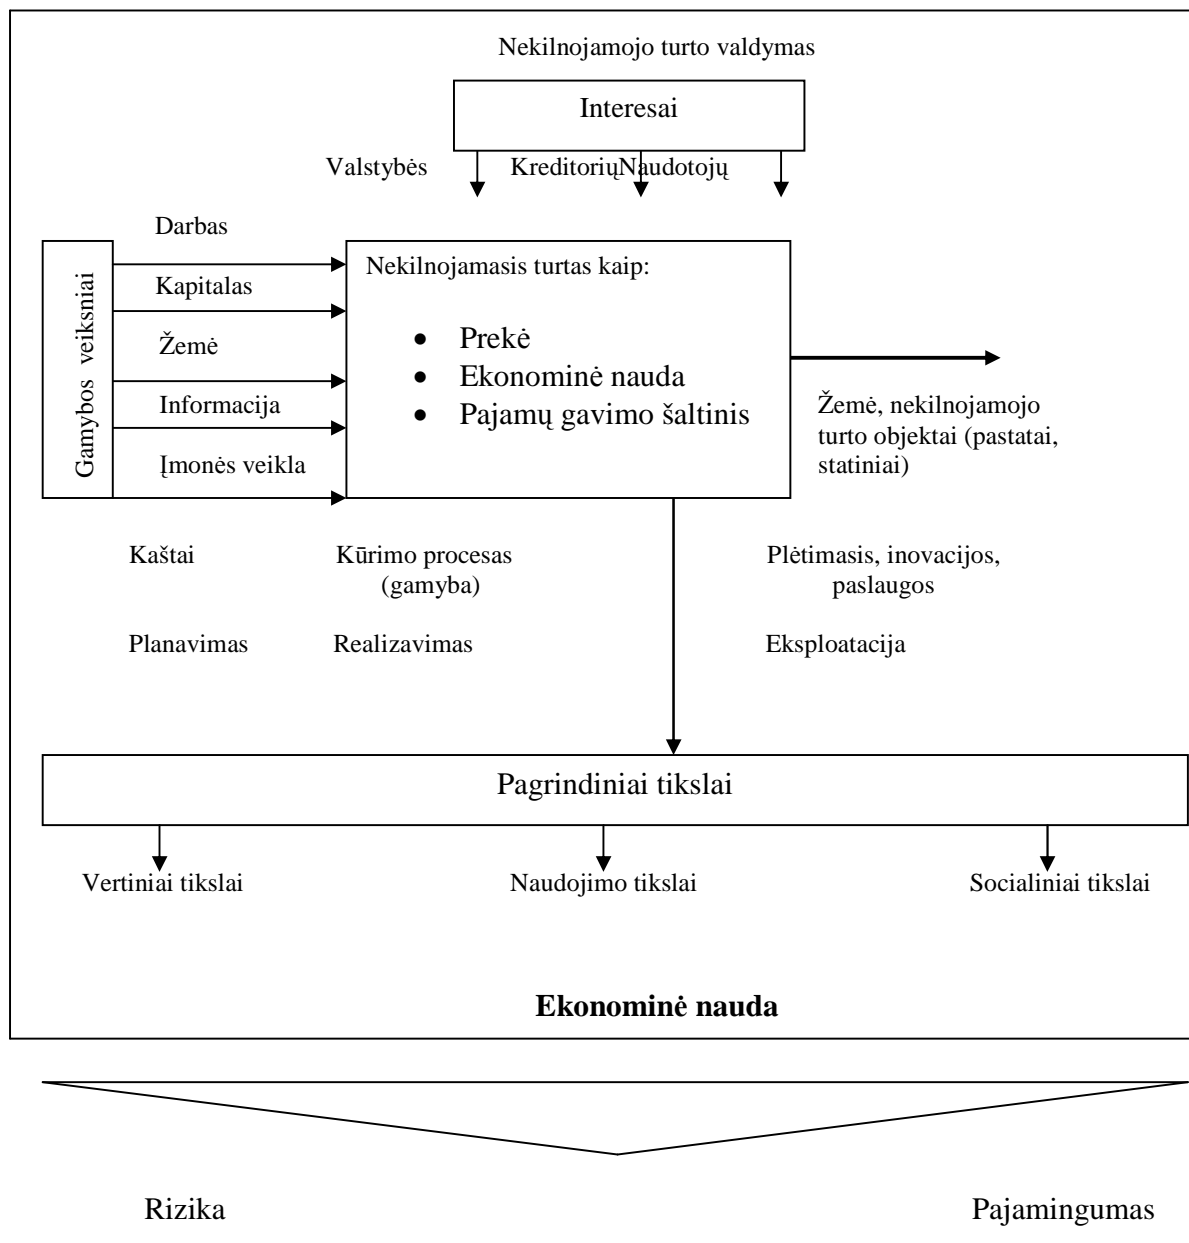 Nekilnojamojo turto valdymas
Interesai
Valstybės KreditoriųNaudotojų
Darbas
Gamybos veiksniai
Nekilnojamasis turtas kaip:
Kapitalas
Žemė
• Prekė
• Ekonominė nauda
Informacija
• Pajamų gavimo šaltinis
Žemė, nekilnojamojo
turto objektai (pastatai,
statiniai)
Įmonės veikla
Kaštai Kūrimo procesas Plėtimasis, inovacijos,
(gamyba) paslaugos
Planavimas Realizavimas Eksploatacija
Pagrindiniai tikslai
Vertiniai tikslai Naudojimo tikslai Socialiniai tikslai
Ekonominė nauda
Rizika Pajamingumas